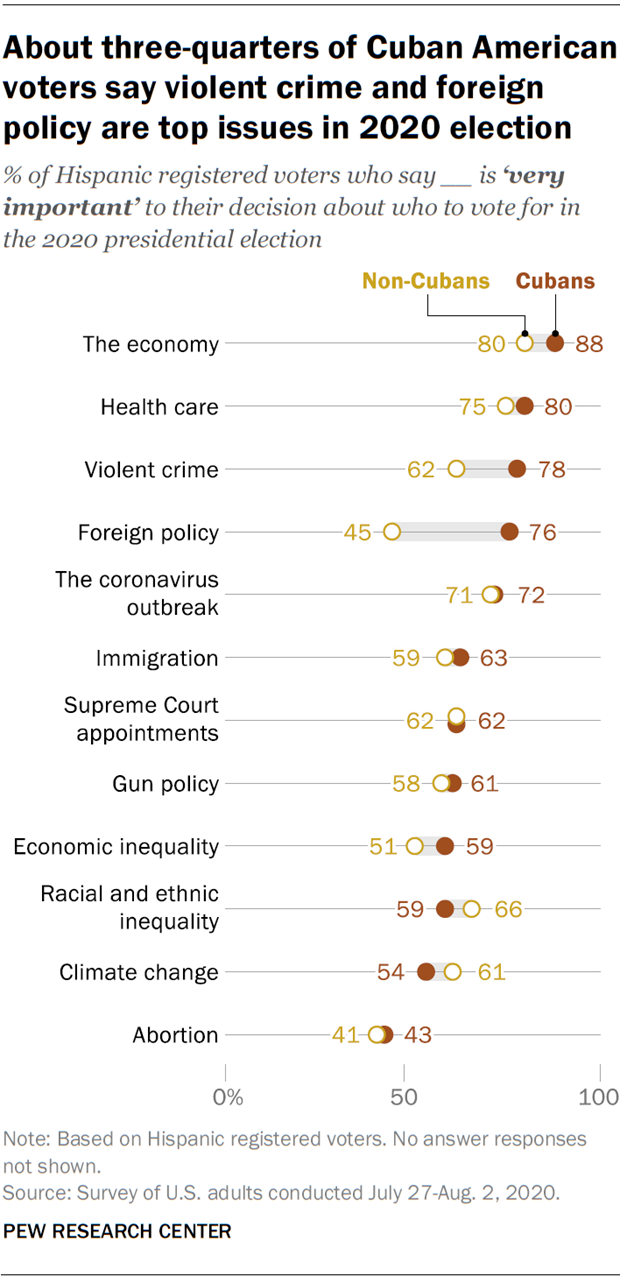 About three-quarters of Cuban American
voters say violent crime and foreign
policy are top issues in 2020 election
% of Hispanic registered voters who say __ is ‘very
important’ to their decision about who to vote for in
the 2020 presidential election
Non-Cubans Cubans
The economy 80 88
Health care 75 80
Violent crime 62 78
Foreign policy 45 76
The coronavirus
outbreak 71 72
Immigration 59 63
Supreme Court
appointments 62 62
Gun policy 58 61
Economic inequality 51 59
Racial and ethnic
inequality 59 66
Climate change 54 61
Abortion 41 43
0% 50 100
Note: Based on Hispanic registered voters. No answer responses
not shown.
Source: Survey of U.S. adults conducted July 27-Aug. 2, 2020.
PEW RESEARCH CENTER